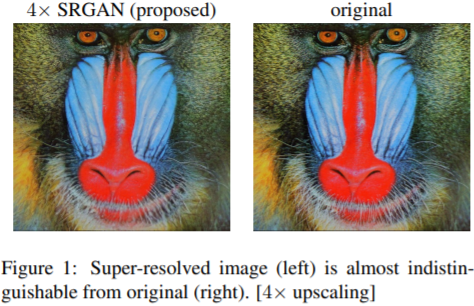 4× SRGAN (proposed)
original
Figure 1: Super-resolved image (left) is almost indistin-
guishable from original (right). [4× upscaling]